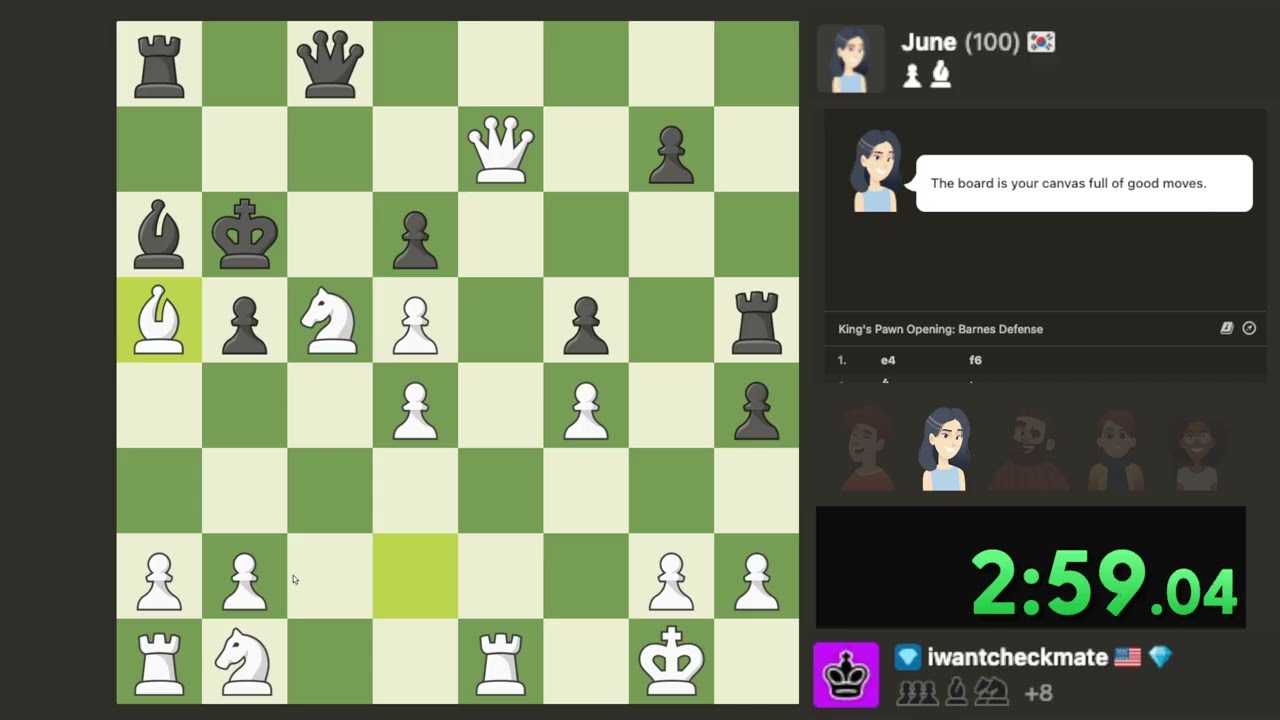 June (100)
The board is your canvas full of good moves.
King's Pawn Opening: Barnes Defense
1. e4 f6
2:59.04
iwantcheckmate
+8